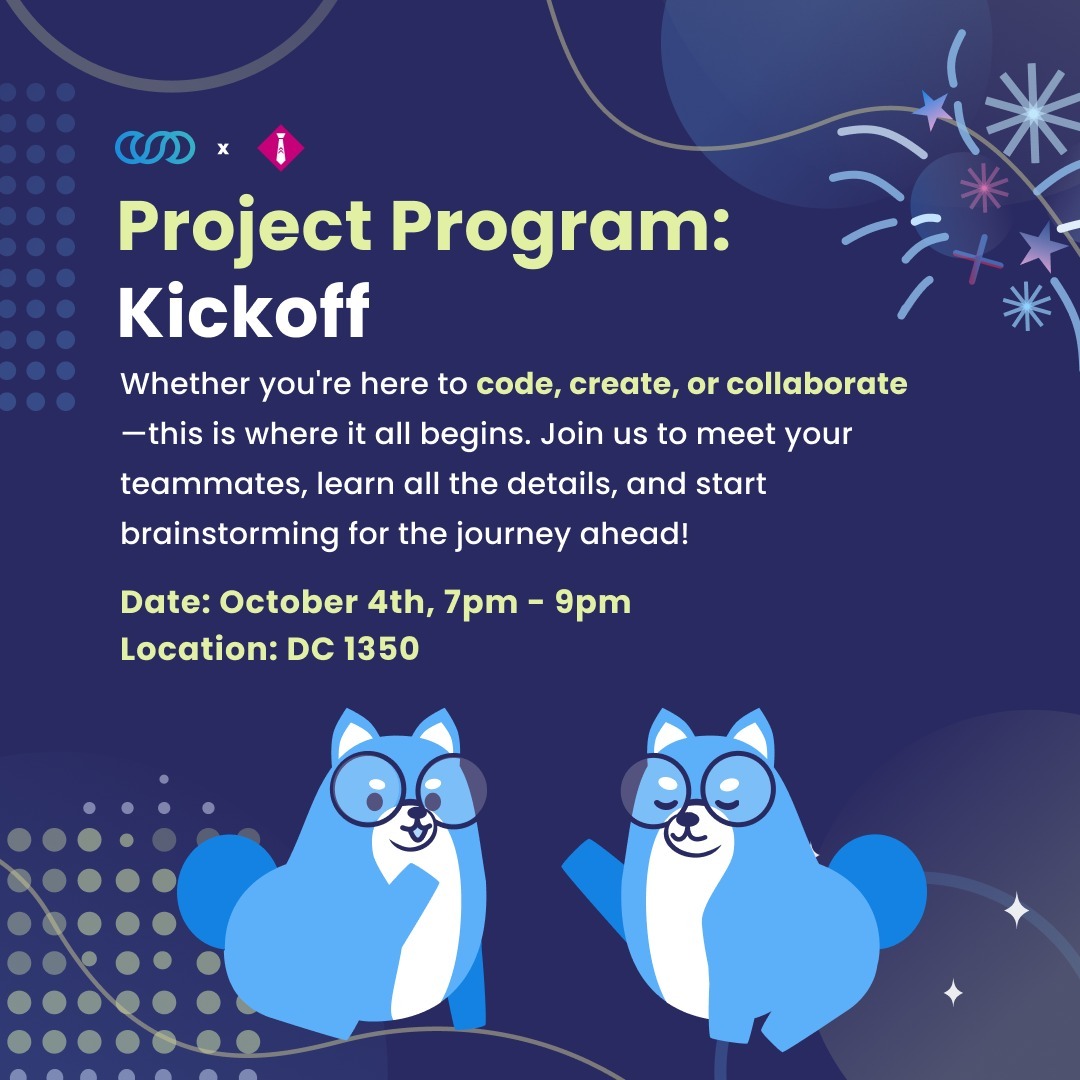 x
Project Program:
Kickoff
Whether you're here to code, create, or collaborate
—this is where it all begins. Join us to meet your
teammates, learn all the details, and start
brainstorming for the journey ahead!
Date: October 4th, 7pm - 9pm
Location: DC 1350